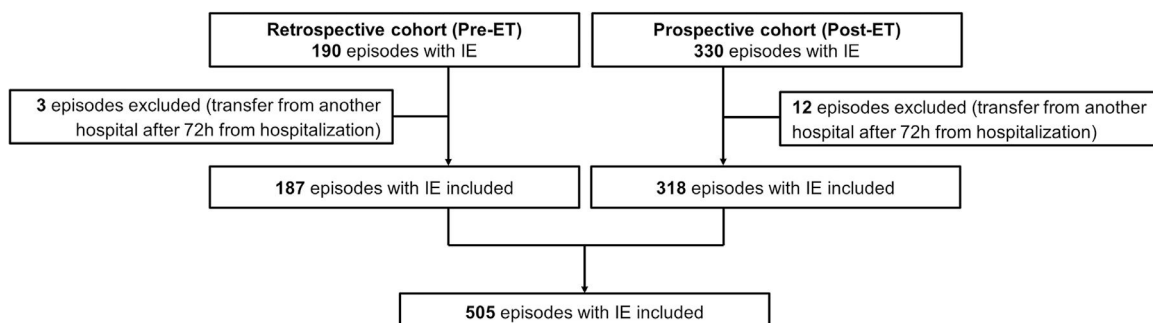 Retrospective cohort (Pre-ET)
190 episodes with IE
Prospective cohort (Post-ET)
330 episodes with IE
3 episodes excluded (transfer from another
hospital after 72h from hospitalization)
12 episodes excluded (transfer from another
hospital after 72h from hospitalization)
187 episodes with IE included
318 episodes with IE included
505 episodes with IE included